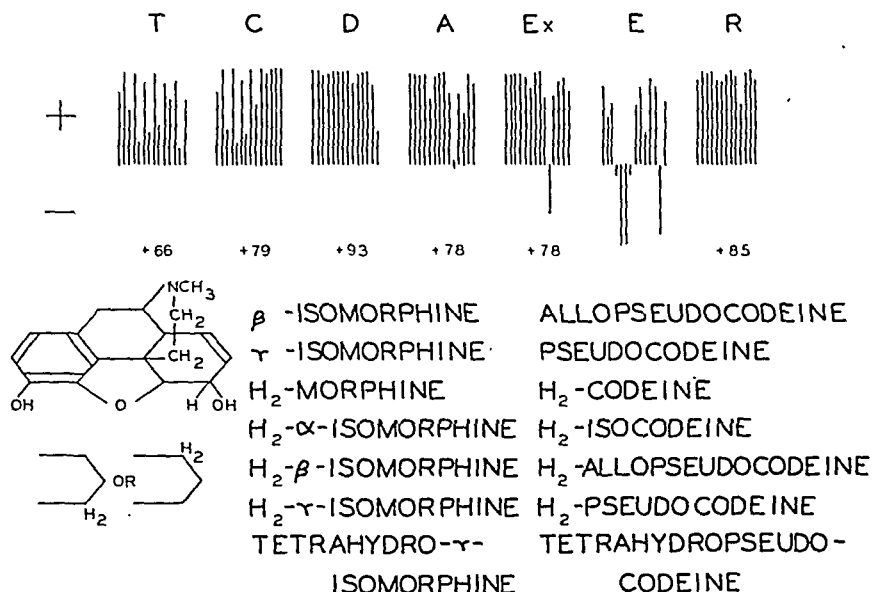 T C D A Ex E R
+
−
+66 +79 +93 +78 +78 +85
NCH3
CH2
CH2
OH O H OH
H2
OR
H2
β -ISOMORPHINE
γ -ISOMORPHINE
H2-MORPHINE
H2-α-ISOMORPHINE
H2-β-ISOMORPHINE
H2-γ-ISOMORPHINE
TETRAHYDRO-γ-
ISOMORPHINE
ALLOPSEUDOCODEINE
PSEUDOCODEINE
H2-CODEINE
H2-ISOCODEINE
H2-ALLOPSEUDOCODEINE
H2-PSEUDOCODEINE
TETRAHYDROPSEUDO-
CODEINE